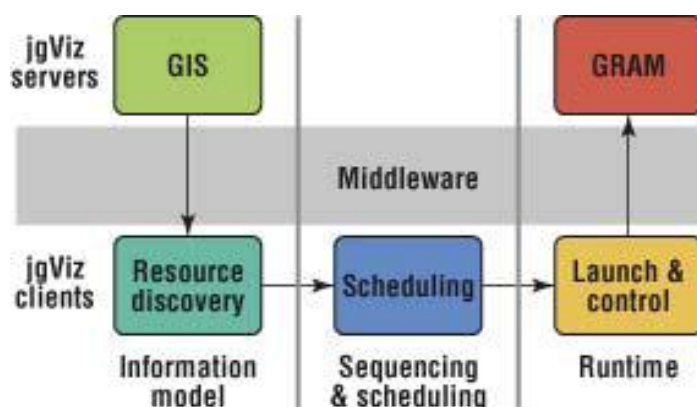 jgViz
servers
GIS
GRAM
Middleware
jgViz
clients
Resource
discovery
Scheduling
Launch &
control
Information
model
Sequencing
& scheduling
Runtime